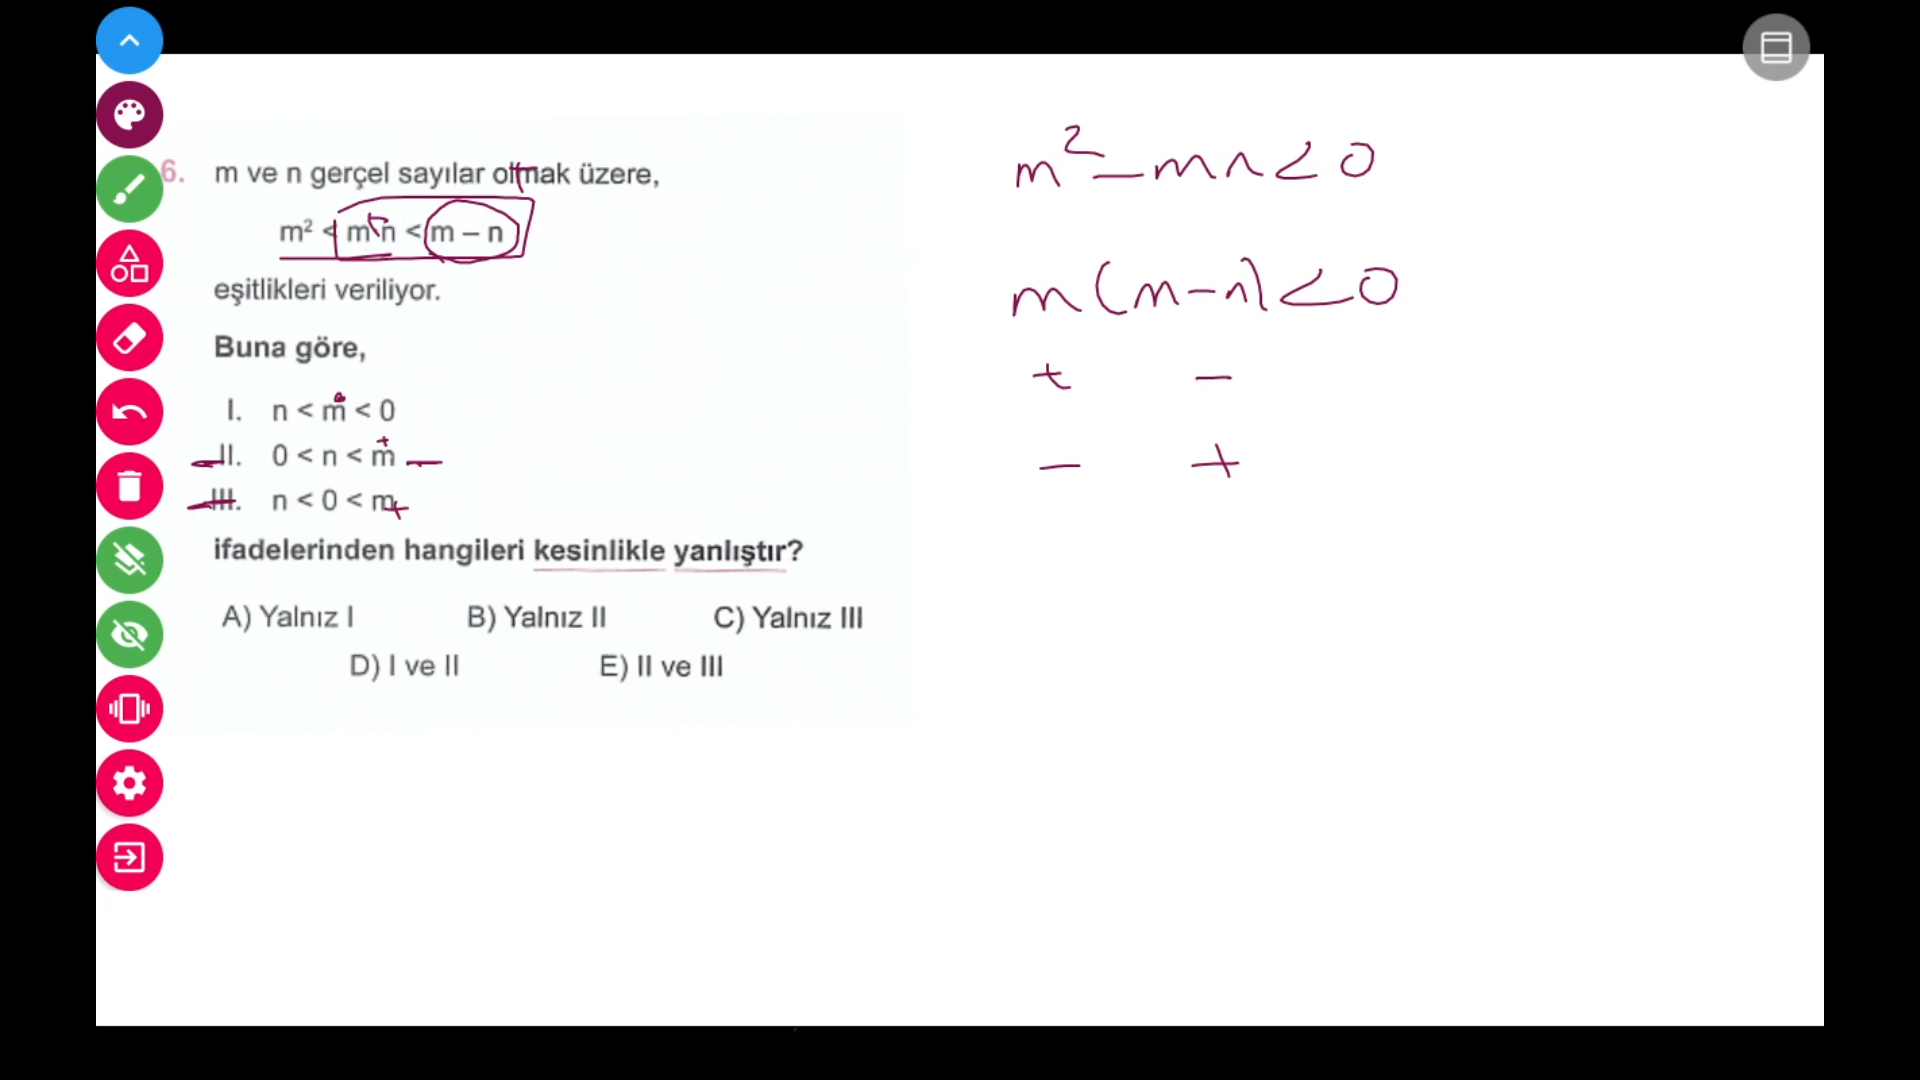 6. m ve n gerçel sayılar olmak üzere,
m² < mn < m – n
eşitlikleri veriliyor.
Buna göre,
I. n < m < 0
II. 0 < n < m
III. n < 0 < m
ifadelerinden hangileri kesinlikle yanlıştır?
A) Yalnız I B) Yalnız II C) Yalnız III
D) I ve II E) II ve III
m² – mn < 0
m(m–n) < 0
+ –
– +